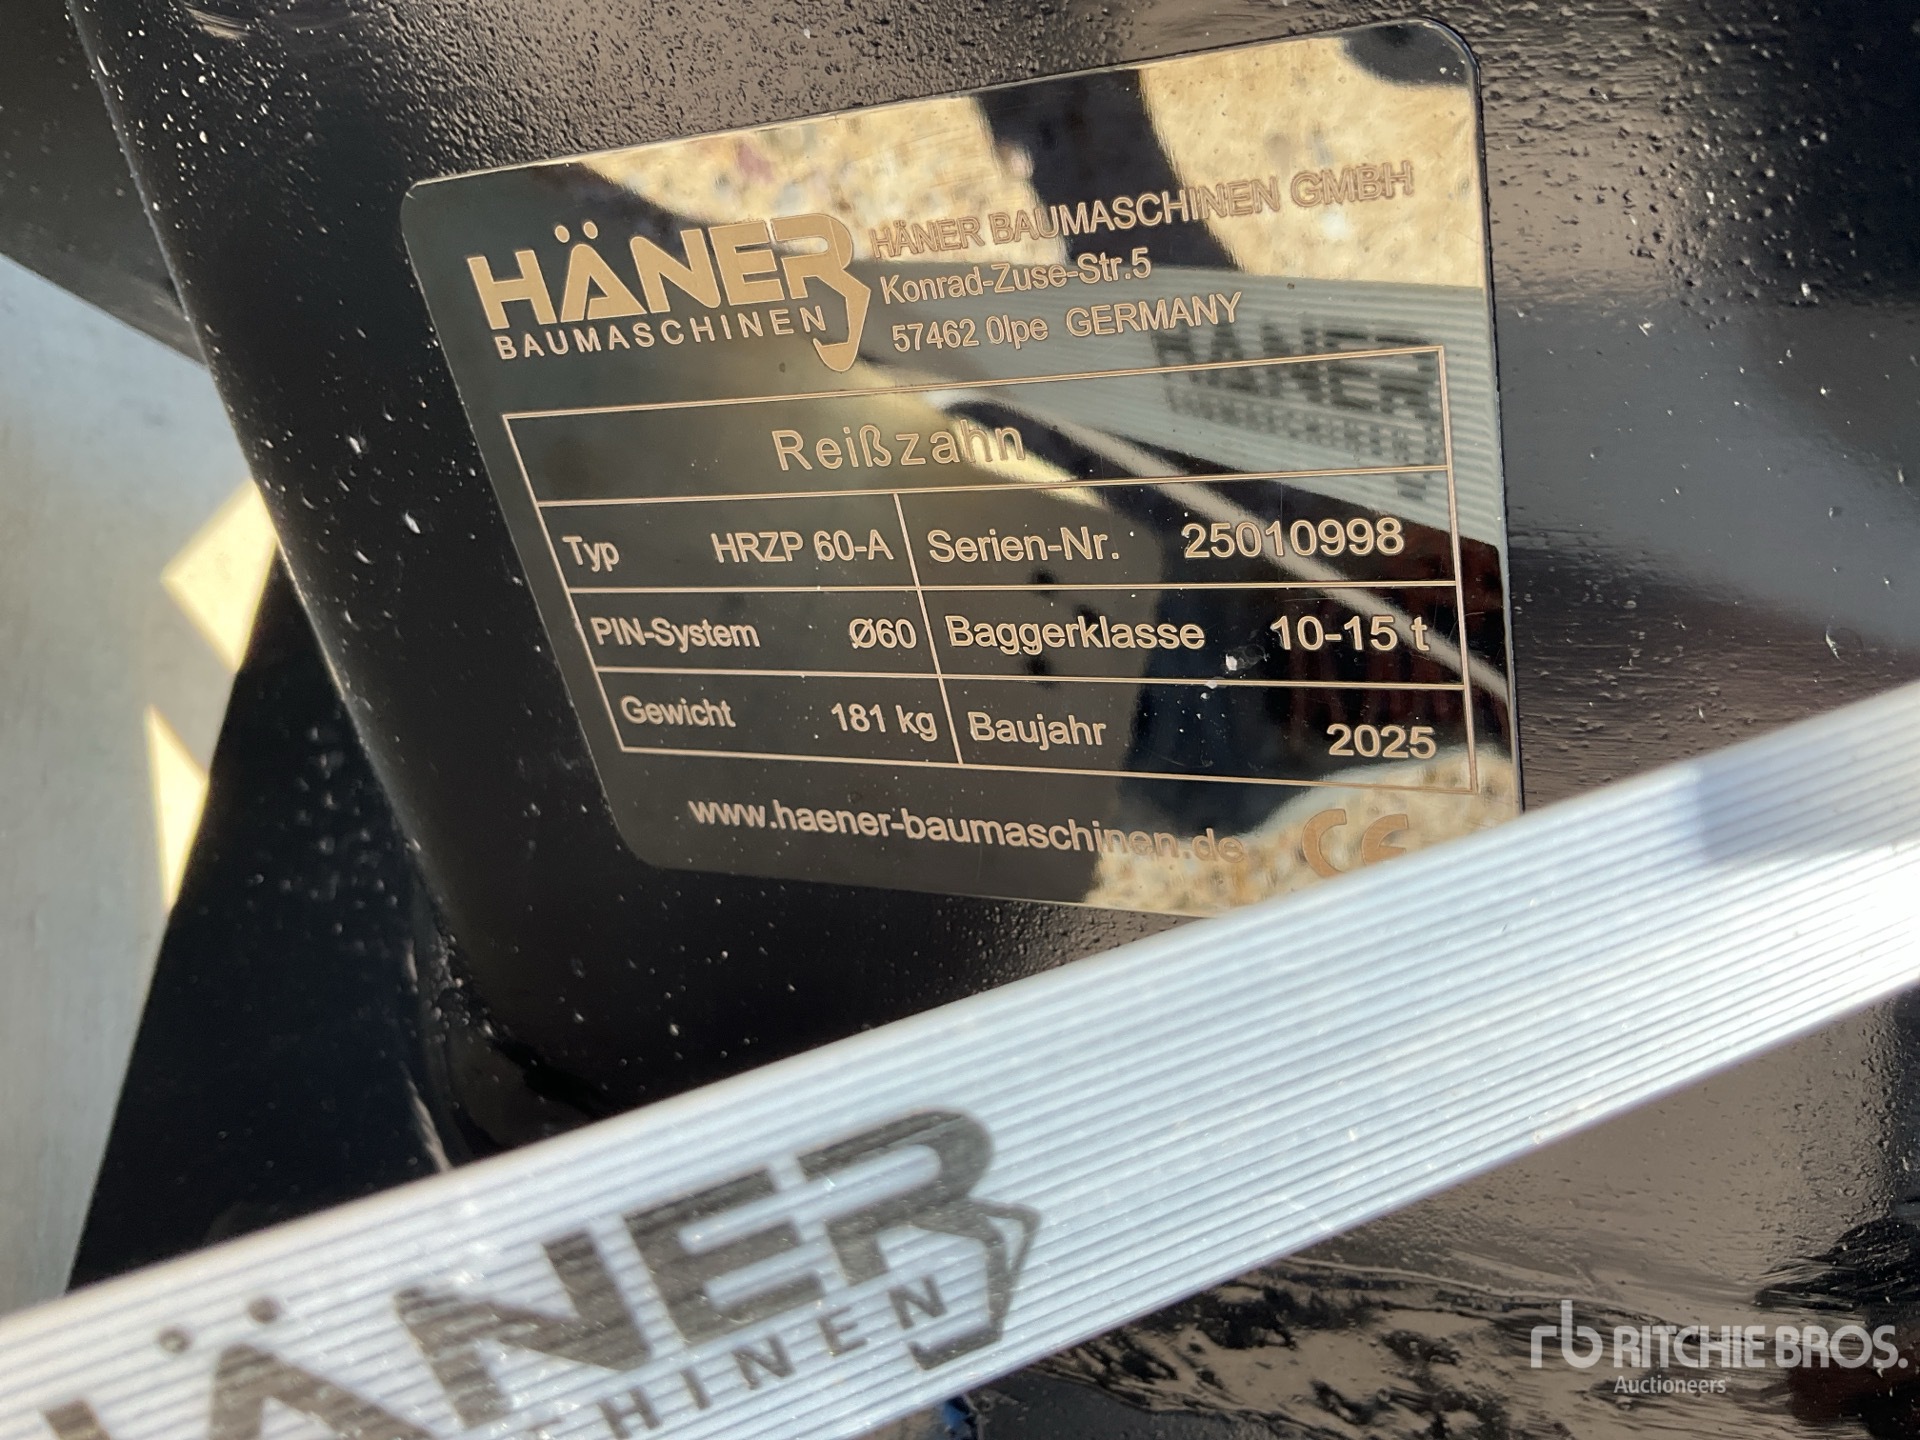 HÄNER
BAUMASCHINEN
HÄNER BAUMASCHINEN GMBH
Konrad-Zuse-Str.5
57462 Olpe GERMANY
Reißzahn
Typ HRZP 60-A Serien-Nr. 25010998
PIN-System Ø60 Baggerklasse 10-15 t
Gewicht 181 kg Baujahr 2025
www.haener-baumaschinen.de CE
ÄNER
CHINEN
rb RITCHIE BROS.
Auctioneers